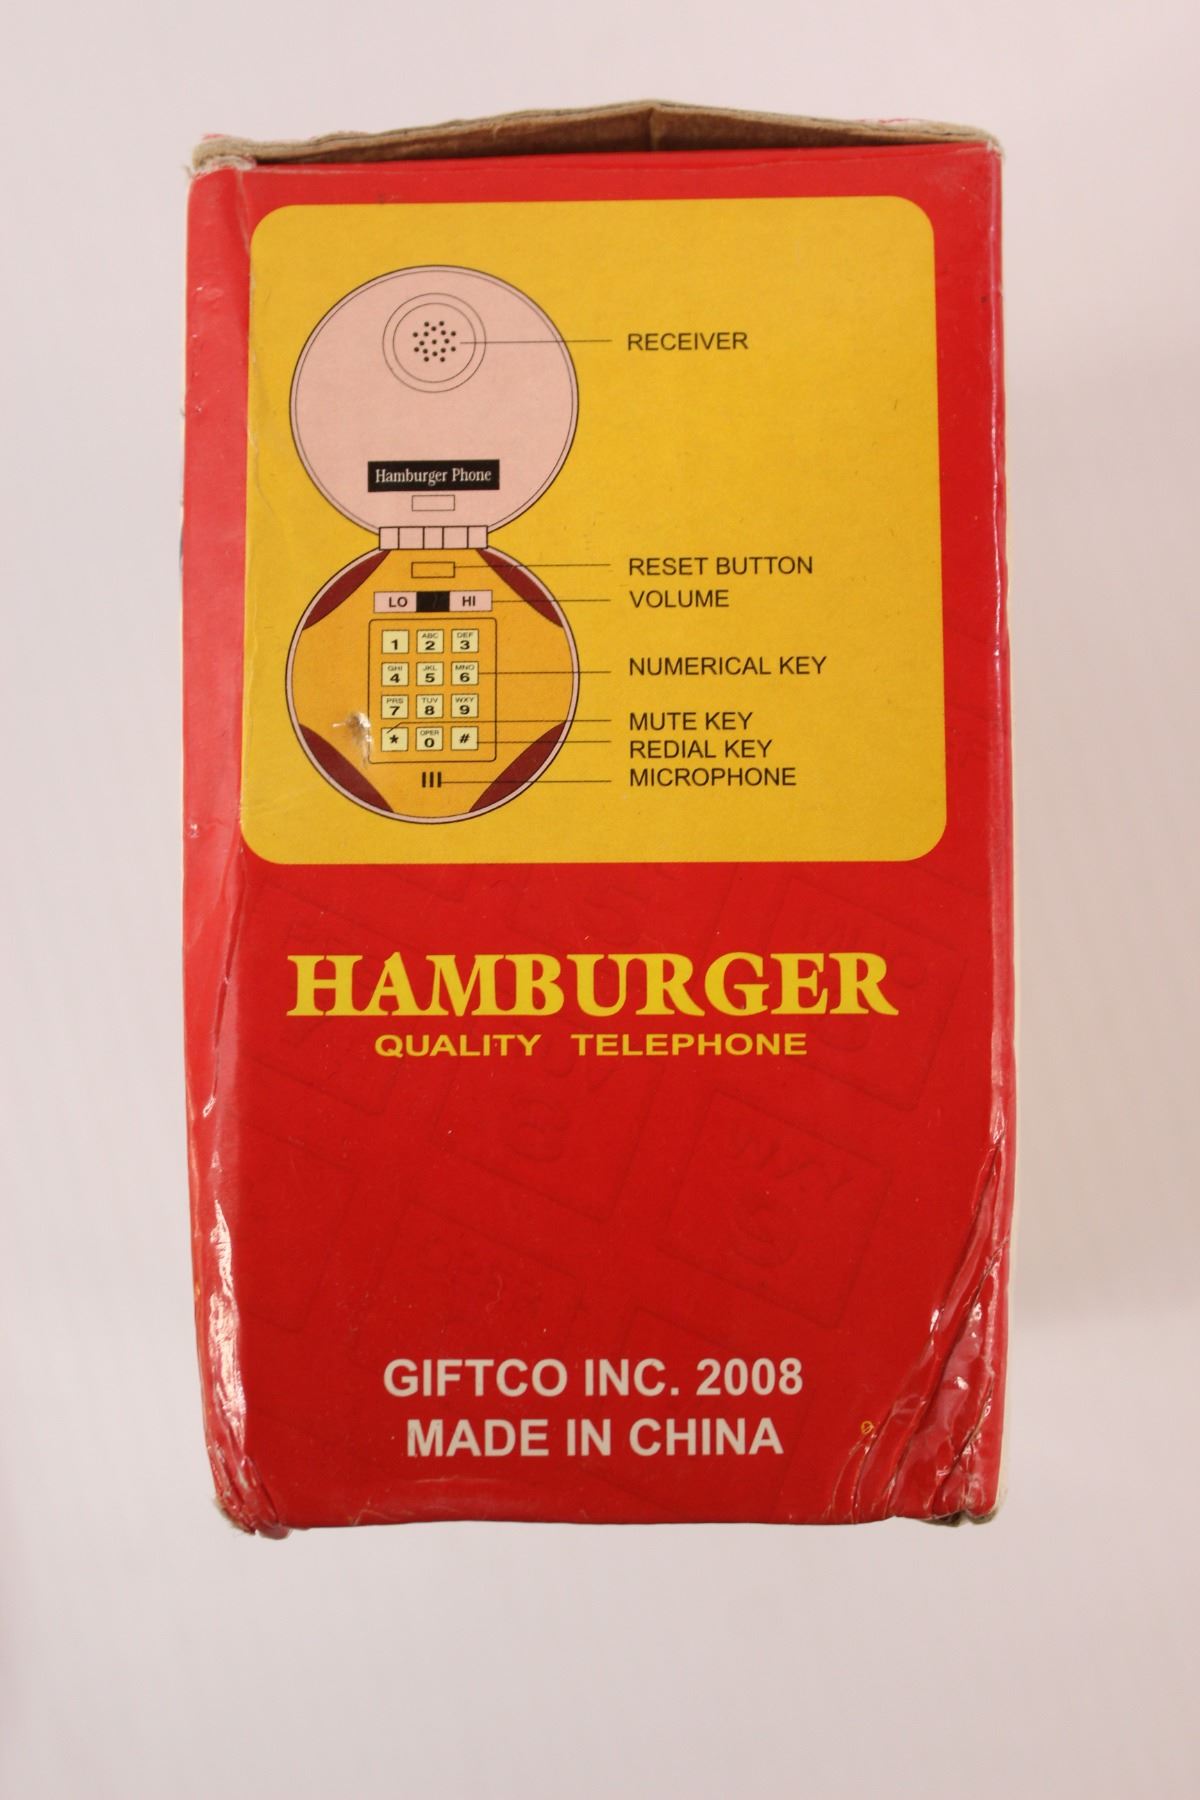 RECEIVER
Hamburger Phone
RESET BUTTON
LO HI
VOLUME
1 ABC 2 DEF 3
GHI 4 JKL 5 MNO 6
NUMERICAL KEY
PRS 7 TUV 8 WXY 9
MUTE KEY
* OPER 0 #
REDIAL KEY
MICROPHONE
HAMBURGER
QUALITY TELEPHONE
GIFTCO INC. 2008
MADE IN CHINA